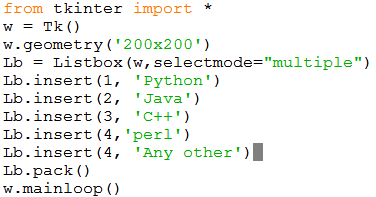 from tkinter import *
w = Tk()
w.geometry('200x200')
Lb = Listbox(w,selectmode="multiple")
Lb.insert(1, 'Python')
Lb.insert(2, 'Java')
Lb.insert(3, 'C++')
Lb.insert(4,'perl')
Lb.insert(4, 'Any other')
Lb.pack()
w.mainloop()